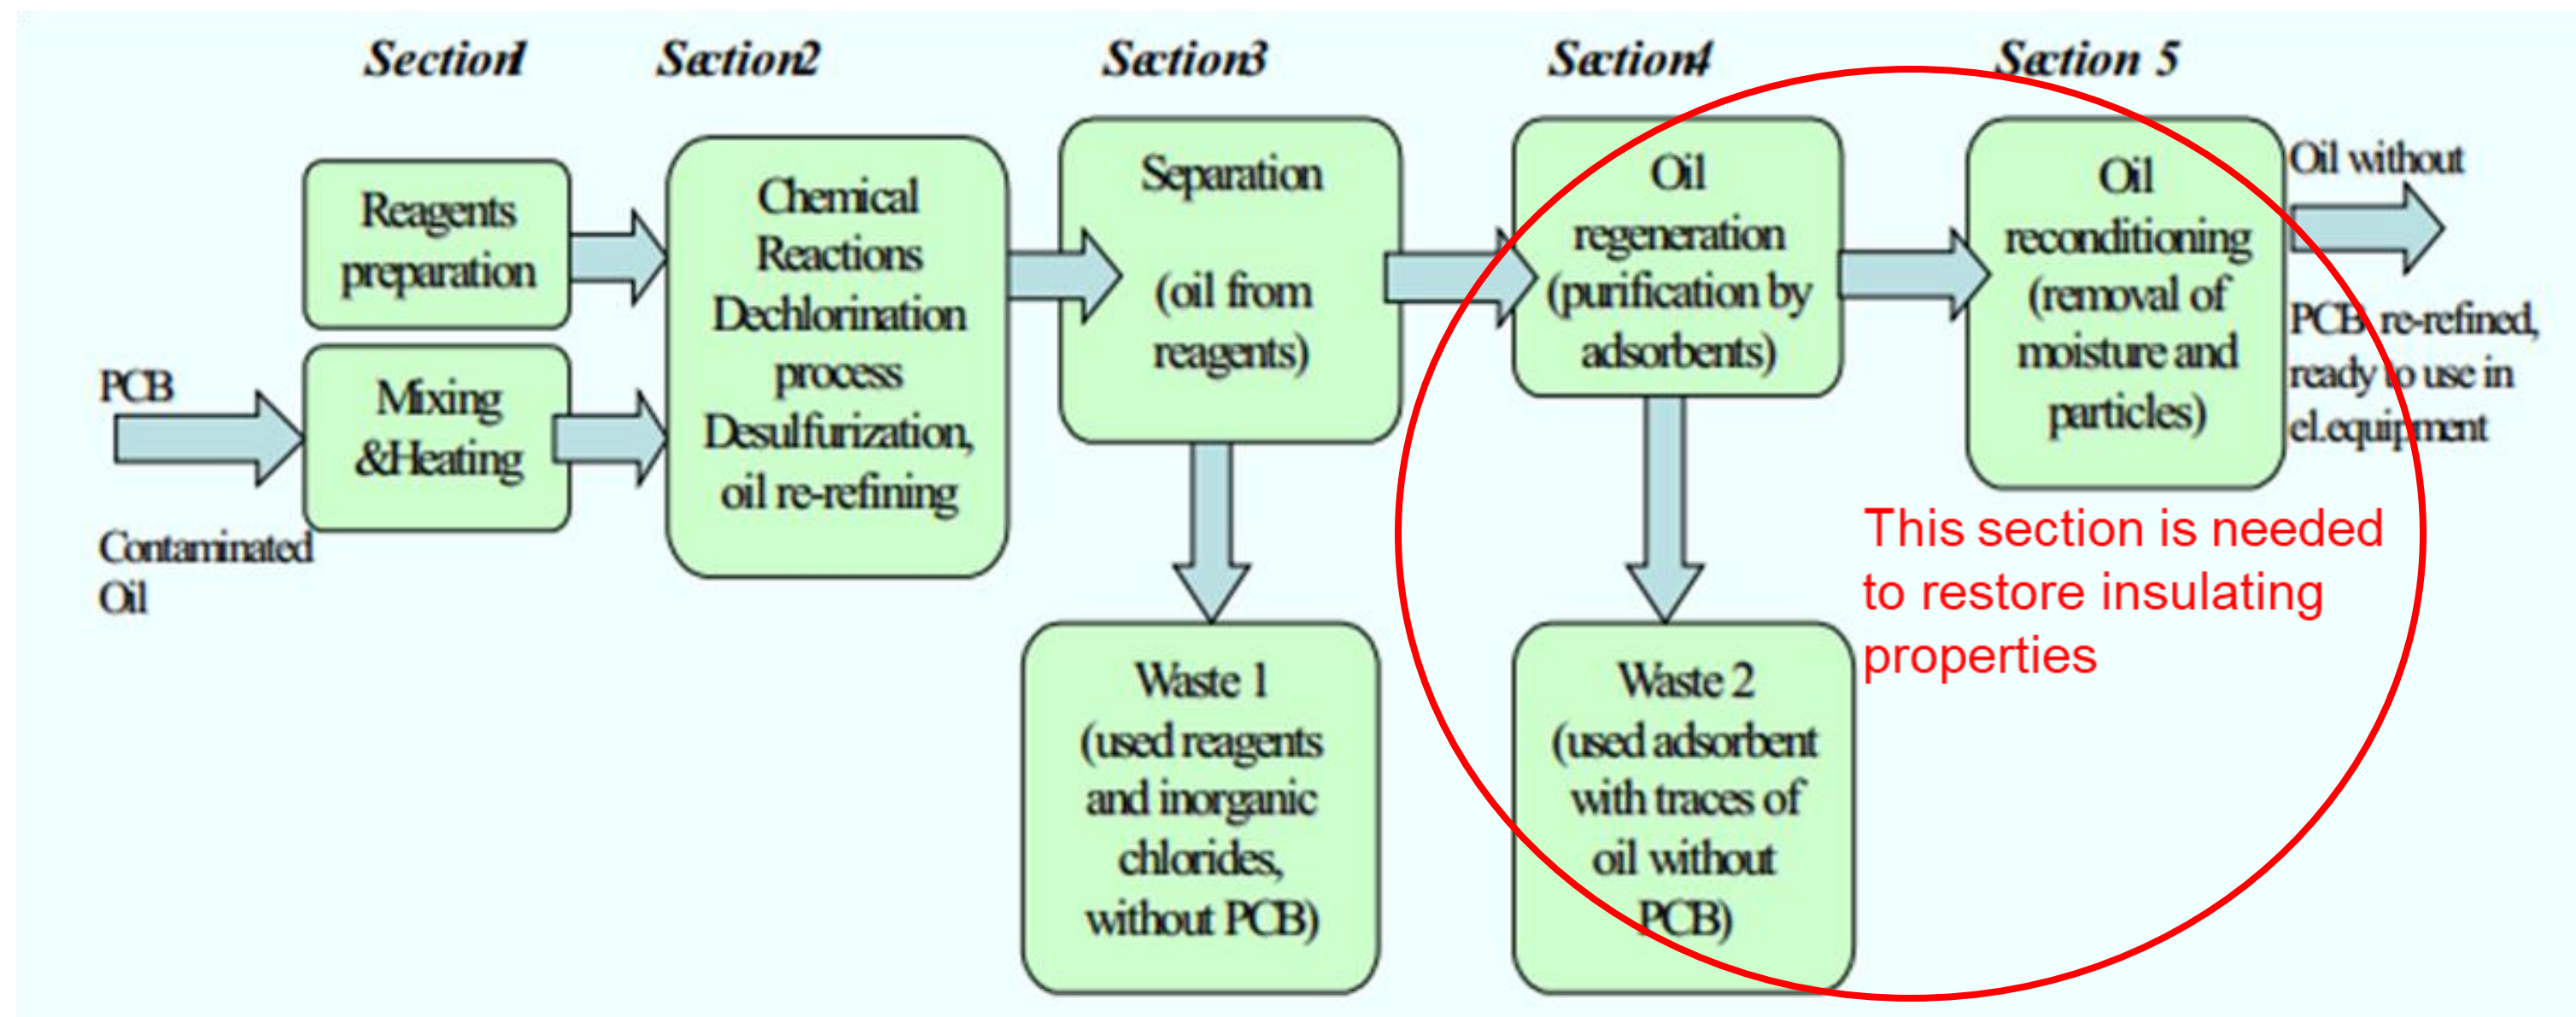 Section1
Section2
Section3
Section4
Section 5
Reagents
preparation
PCB
Contaminated
Oil
Mixing
&Heating
Chemical
Reactions
Dechlorination
process
Desulfurization,
oil re-refining
Separation
(oil from
reagents)
Waste 1
(used reagents
and inorganic
chlorides,
without PCB)
Oil
regeneration
(purification by
adsorbents)
Waste 2
(used adsorbent
with traces of
oil without
PCB)
Oil
reconditioning
(removal of
moisture and
particles)
Oil without
PCB re-refined,
ready to use in
el.equipment
This section is needed
to restore insulating
properties